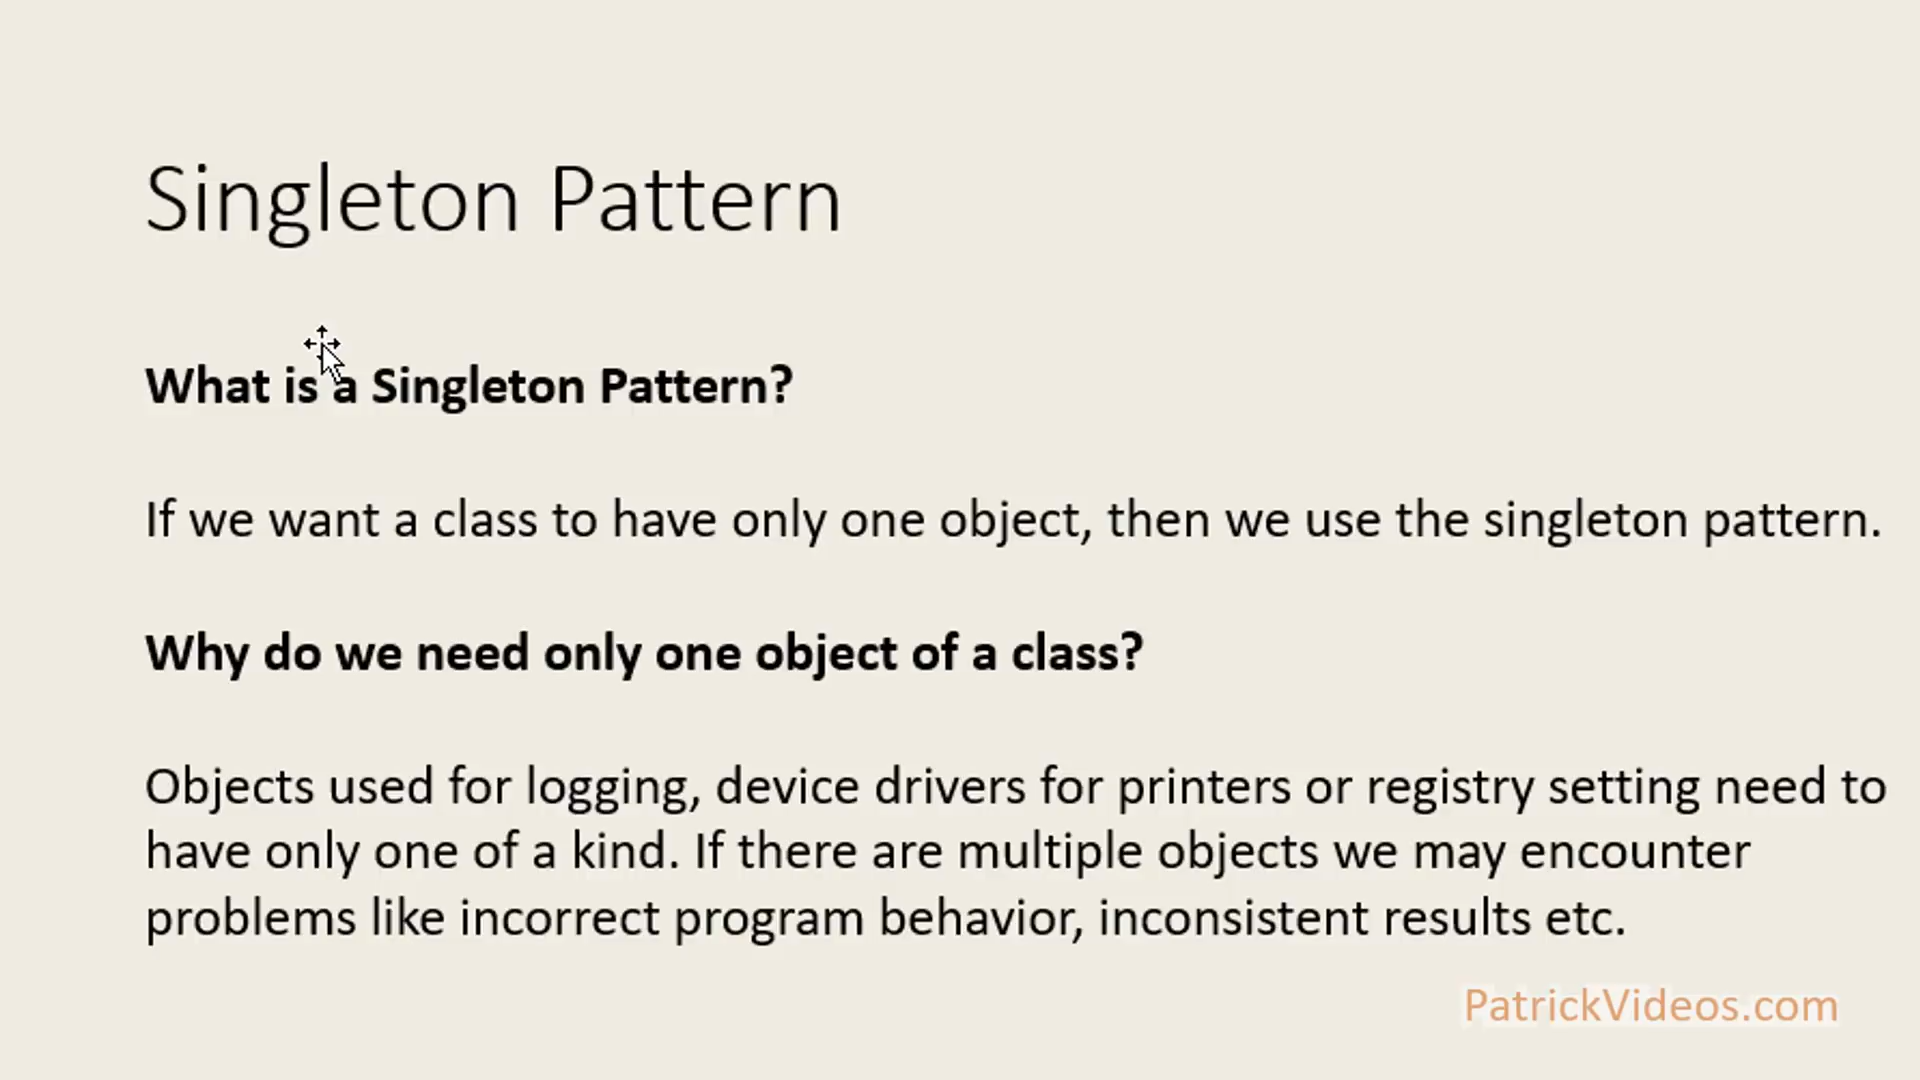 Singleton Pattern
What is a Singleton Pattern?
If we want a class to have only one object, then we use the singleton pattern.
Why do we need only one object of a class?
Objects used for logging, device drivers for printers or registry setting need to
have only one of a kind. If there are multiple objects we may encounter
problems like incorrect program behavior, inconsistent results etc.
PatrickVideos.com